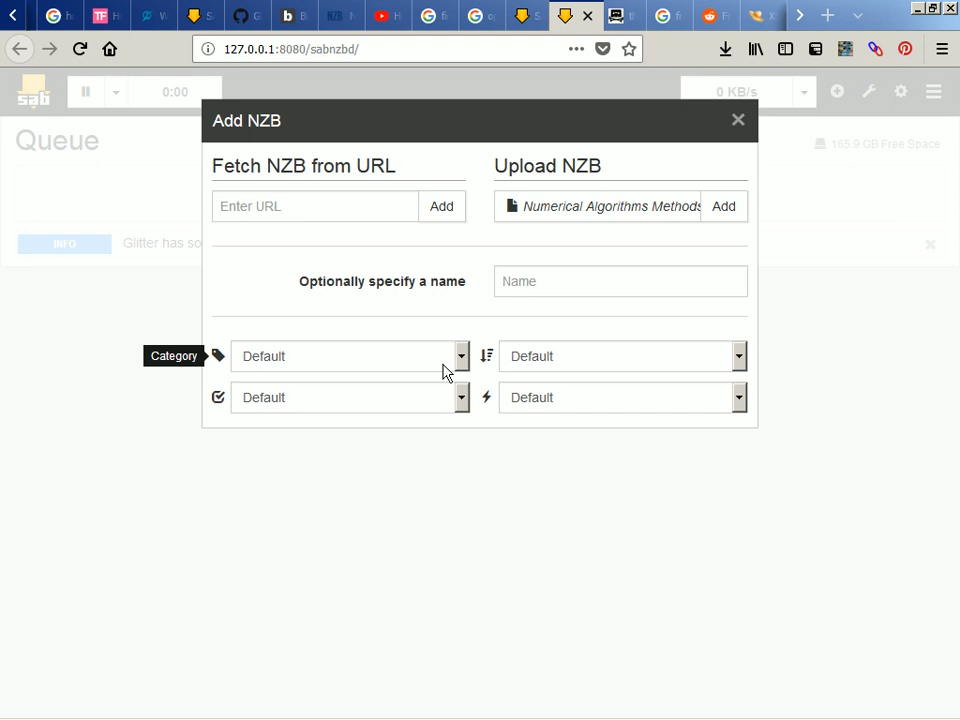 127.0.0.1:8080/sabnzbd/
sab
0:00
0 KB/s
Queue
165.9 GB Free Space
INFO
Glitter has so
Add NZB
Fetch NZB from URL
Enter URL
Add
Upload NZB
Numerical Algorithms Methods
Add
Optionally specify a name
Name
Category
Default
Default
Default
Default